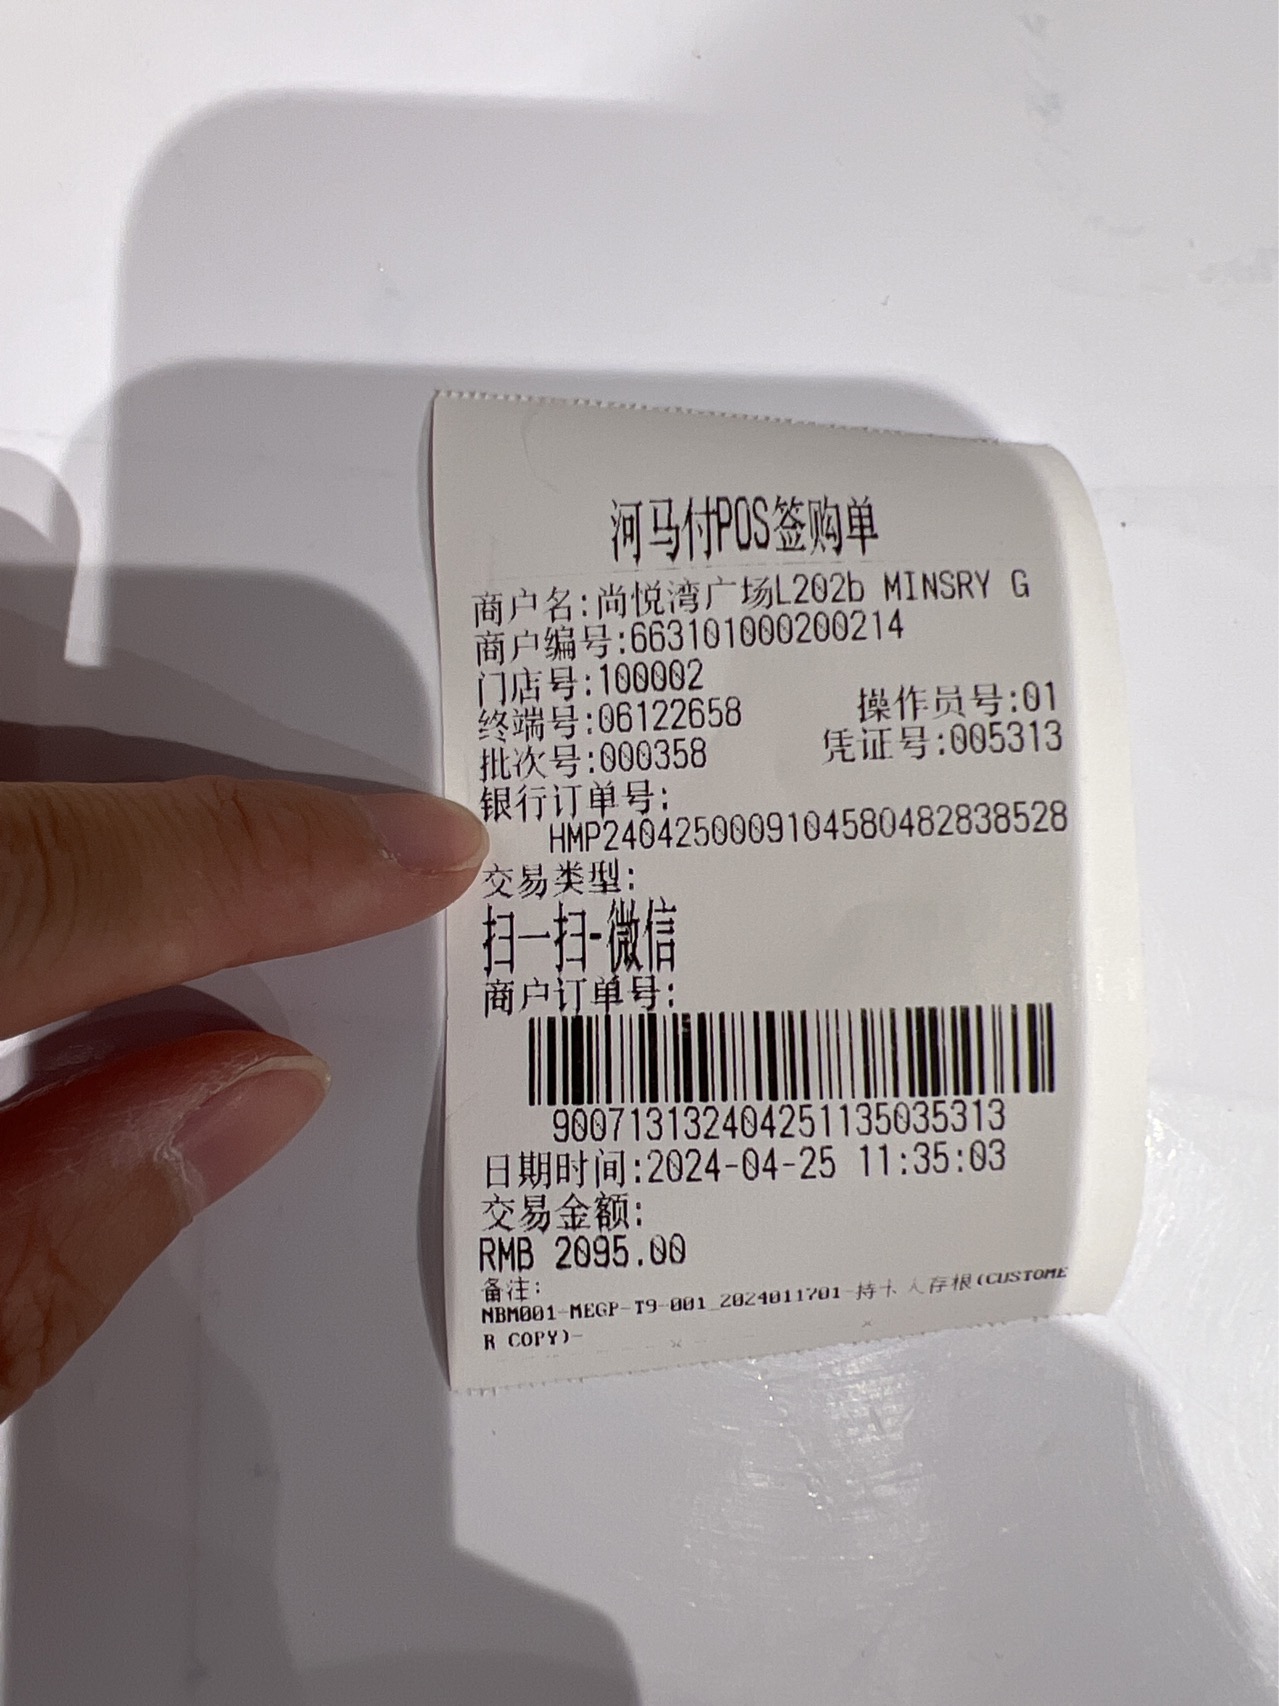 河马付POS签购单
商户名:尚悦湾广场L202b MINSRY G
商户编号:663101000200214
门店号:100002
终端号:06122658 操作员号:01
批次号:000358 凭证号:005313
银行订单号:
HMP24042500091045804828​38528
交易类型:
扫一扫-微信
商户订单号:
900713132404251135035313
日期时间:2024-04-25 11:35:03
交易金额:
RMB 2095.00
备注:
NBM001-MEGP-T9-001_2024011701-持卡人存根(CUSTOME
R COPY)-